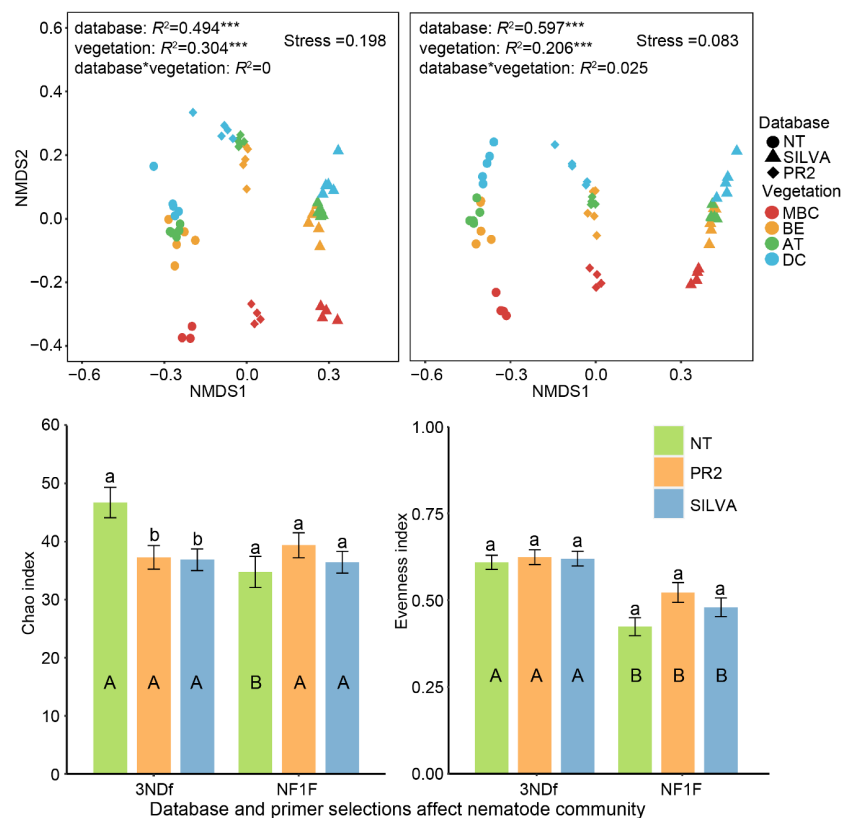 database: R²=0.494***
vegetation: R²=0.304***
database*vegetation: R²=0
Stress =0.198
database: R²=0.597***
vegetation: R²=0.206***
database*vegetation: R²=0.025
Stress =0.083
NMDS2
0.6
0.4
0.2
0.0
−0.2
−0.4
−0.6 −0.3 0.0 0.3
NMDS1
−0.6 −0.3 0.0 0.3
NMDS1
Database
NT
SILVA
PR2
Vegetation
MBC
BE
AT
DC
Chao index
60
50
40
30
20
10
0
a b b a a a
A A A B A A
3NDf NF1F
Evenness index
1.00
0.75
0.50
0.25
0.00
a a a a a a
A A A B B B
3NDf NF1F
NT
PR2
SILVA
Database and primer selections affect nematode community